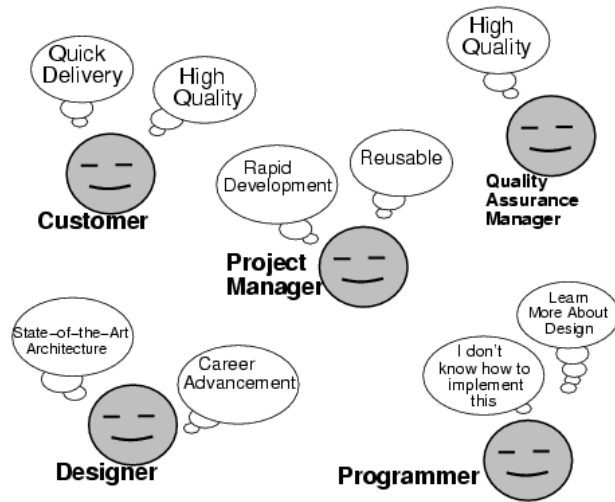 Quick
Delivery
High
Quality
Customer
High
Quality
Quality
Assurance
Manager
Rapid
Development
Reusable
Project
Manager
State-of-the-Art
Architecture
Career
Advancement
Designer
Learn
More About
Design
I don't
know how to
implement
this
Programmer